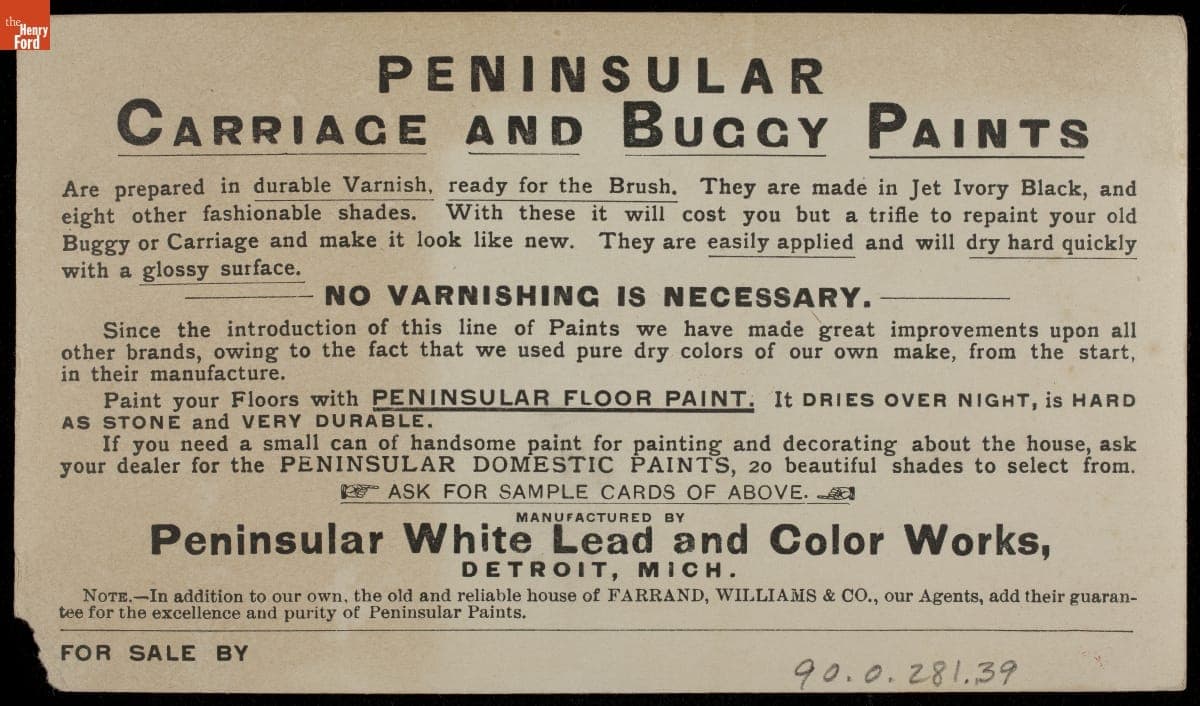 the
Henry
Ford
PENINSULAR
CARRIAGE AND BUGGY PAINTS
Are prepared in durable Varnish, ready for the Brush. They are made in Jet Ivory Black, and
eight other fashionable shades. With these it will cost you but a trifle to repaint your old
Buggy or Carriage and make it look like new. They are easily applied and will dry hard quickly
with a glossy surface.
NO VARNISHING IS NECESSARY.
Since the introduction of this line of Paints we have made great improvements upon all
other brands, owing to the fact that we used pure dry colors of our own make, from the start,
in their manufacture.
Paint your Floors with PENINSULAR FLOOR PAINT. It DRIES OVER NIGHT, is HARD
AS STONE and VERY DURABLE.
If you need a small can of handsome paint for painting and decorating about the house, ask
your dealer for the PENINSULAR DOMESTIC PAINTS, 20 beautiful shades to select from.
☞ ASK FOR SAMPLE CARDS OF ABOVE. ☜
MANUFACTURED BY
Peninsular White Lead and Color Works,
DETROIT, MICH.
NOTE.—In addition to our own, the old and reliable house of FARRAND, WILLIAMS & CO., our Agents, add their guaran-
tee for the excellence and purity of Peninsular Paints.
FOR SALE BY
90.0.281.39